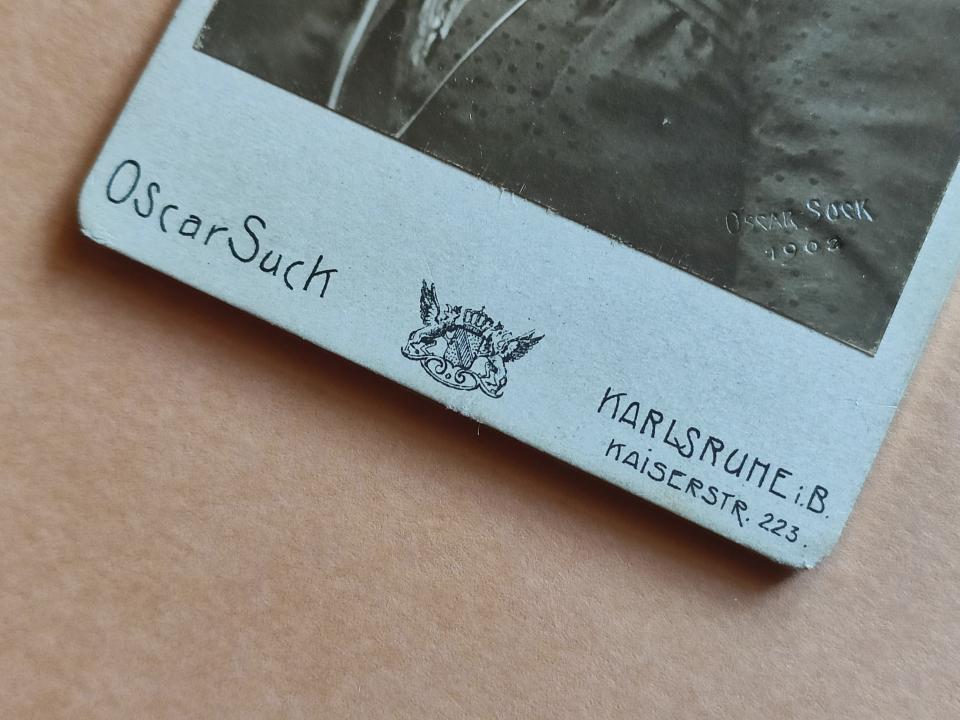 OSCAR SUCK
1902
Oscar Suck
KARLSRUHE i.B.
KAISERSTR. 223.